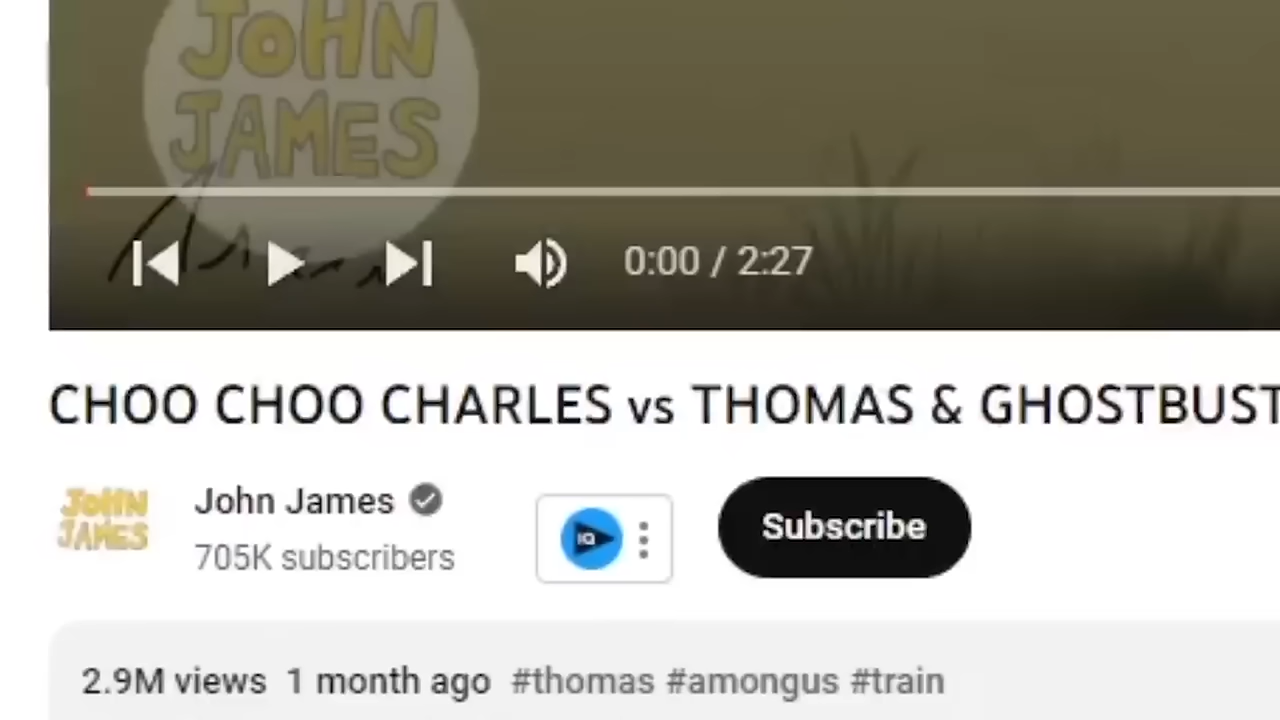 JOHN
JAMES
0:00 / 2:27
CHOO CHOO CHARLES vs THOMAS & GHOSTBUST
JOHN
JAMES
John James
705K subscribers
IQ
Subscribe
2.9M views 1 month ago #thomas #amongus #train